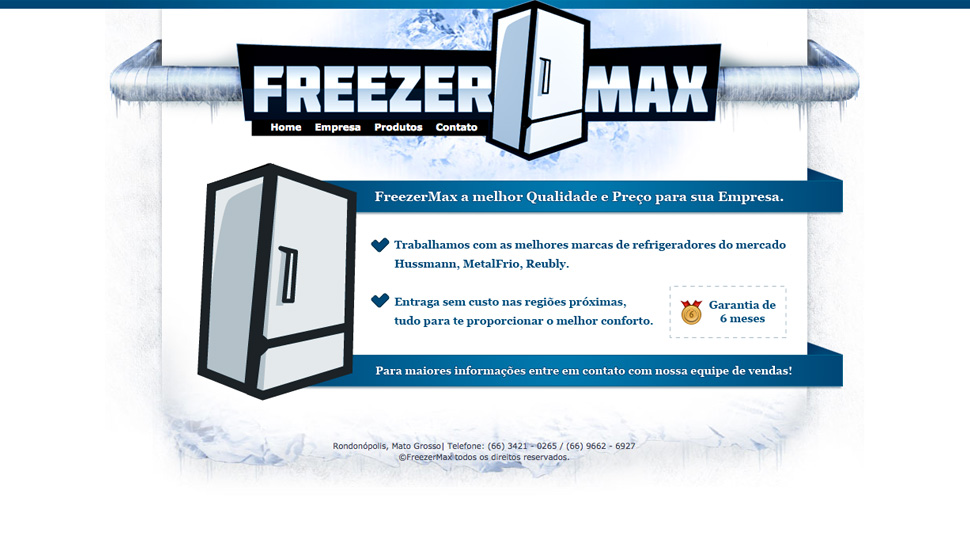 FREEZER MAX
Home Empresa Produtos Contato
FreezerMax a melhor Qualidade e Preço para sua Empresa.
Trabalhamos com as melhores marcas de refrigeradores do mercado
Hussmann, MetalFrio, Reubly.
Entraga sem custo nas regiões próximas,
tudo para te proporcionar o melhor conforto.
6
Garantia de
6 meses
Para maiores informações entre em contato com nossa equipe de vendas!
Rondonópolis, Mato Grosso| Telefone: (66) 3421 - 0265 / (66) 9662 - 6927
©FreezerMax todos os direitos reservados.